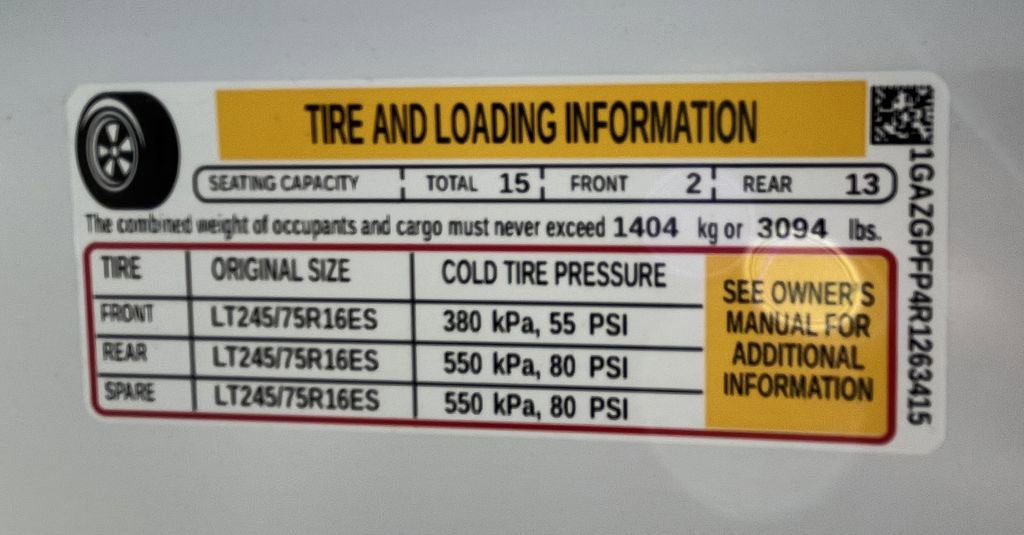 TIRE AND LOADING INFORMATION
SEATING CAPACITY TOTAL 15 FRONT 2 REAR 13
The combined weight of occupants and cargo must never exceed 1404 kg or 3094 lbs.
TIRE ORIGINAL SIZE COLD TIRE PRESSURE
FRONT LT245/75R16ES 380 kPa, 55 PSI
REAR LT245/75R16ES 550 kPa, 80 PSI
SPARE LT245/75R16ES 550 kPa, 80 PSI
SEE OWNER'S
MANUAL FOR
ADDITIONAL
INFORMATION
1GAZGPFP4R1263415